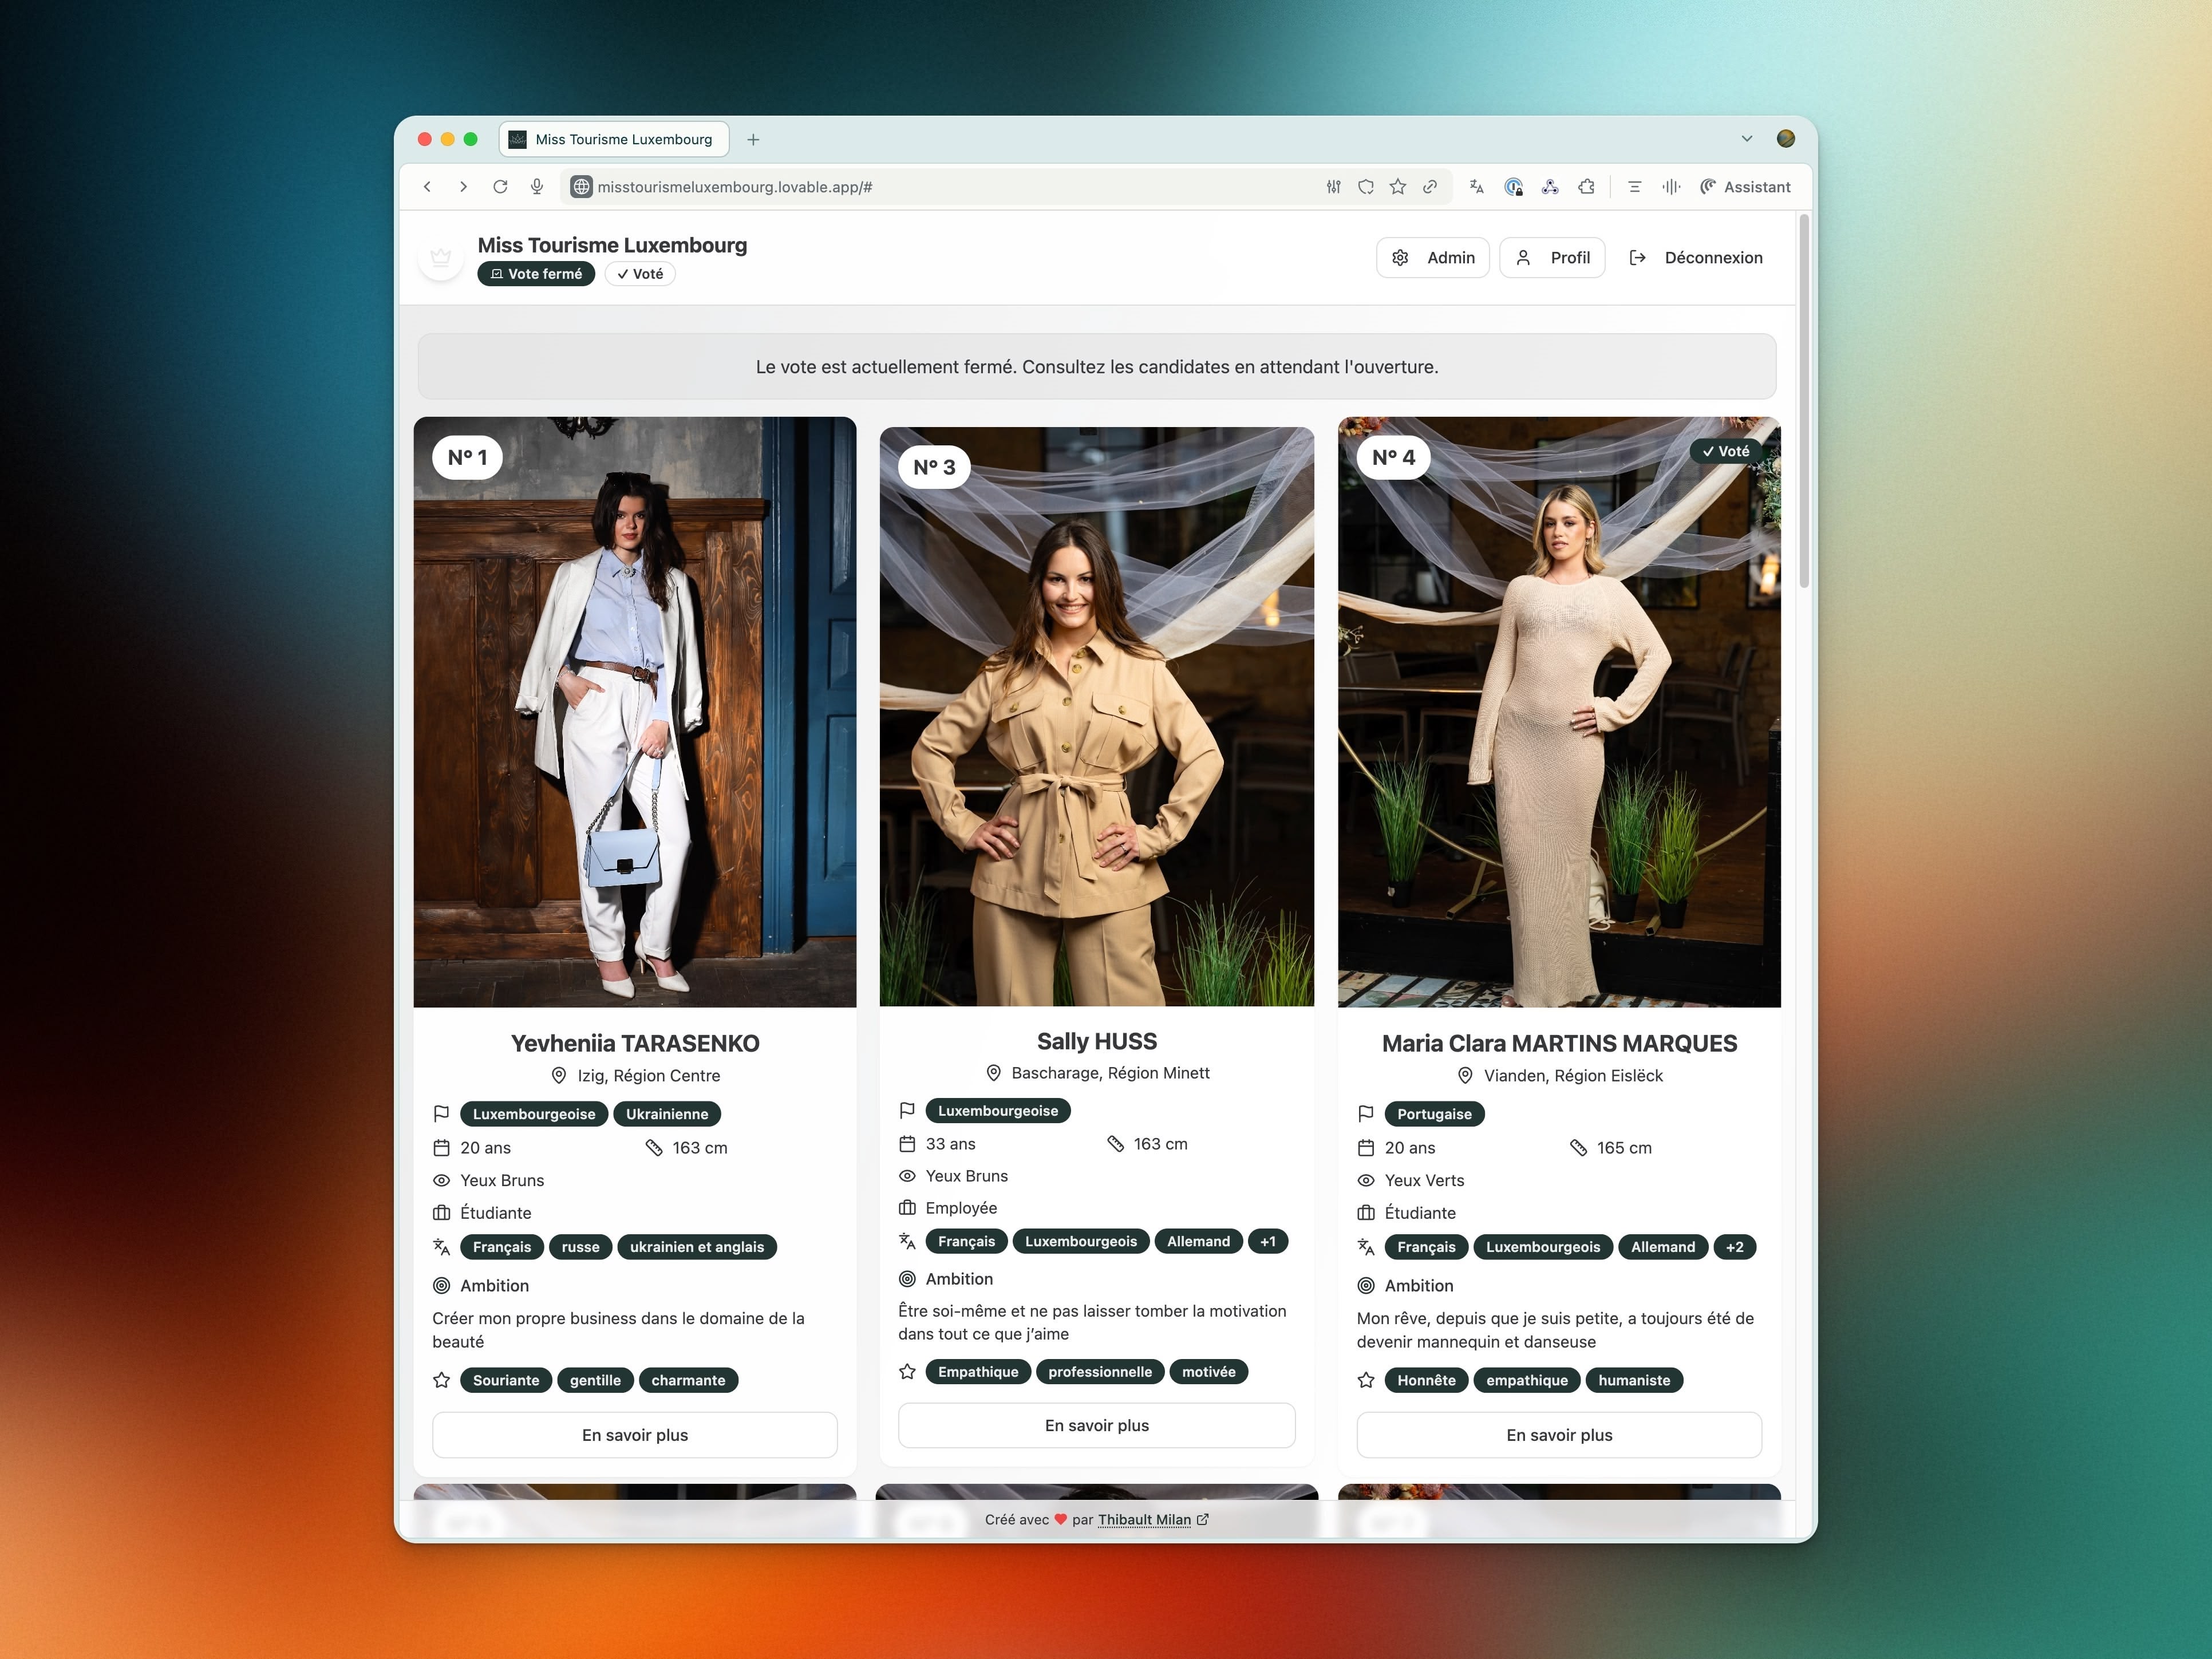 Miss Tourisme Luxembourg
misstourismeluxembourg.lovable.app/#
Assistant
Miss Tourisme Luxembourg
Vote fermé
Voté
Admin
Profil
Déconnexion
Le vote est actuellement fermé. Consultez les candidates en attendant l'ouverture.
Nº 1
Yevheniia TARASENKO
Izig, Région Centre
Luxembourgeoise Ukrainienne
20 ans 163 cm
Yeux Bruns
Étudiante
Français russe ukrainien et anglais
Ambition
Créer mon propre business dans le domaine de la
beauté
Souriante gentille charmante
En savoir plus
Nº 3
Sally HUSS
Bascharage, Région Minett
Luxembourgeoise
33 ans 163 cm
Yeux Bruns
Employée
Français Luxembourgeois Allemand +1
Ambition
Être soi-même et ne pas laisser tomber la motivation
dans tout ce que j’aime
Empathique professionnelle motivée
En savoir plus
Nº 4
Voté
Maria Clara MARTINS MARQUES
Vianden, Région Eislëck
Portugaise
20 ans 165 cm
Yeux Verts
Étudiante
Français Luxembourgeois Allemand +2
Ambition
Mon rêve, depuis que je suis petite, a toujours été de
devenir mannequin et danseuse
Honnête empathique humaniste
En savoir plus
Créé avec ❤️ par Thibault Milan